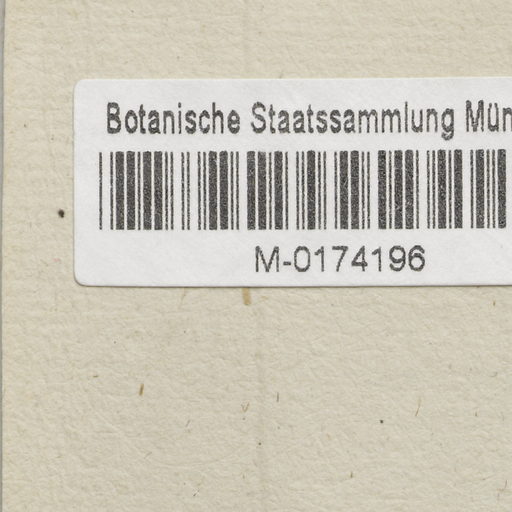 Botanische Staatssammlung Mün
M-0174196